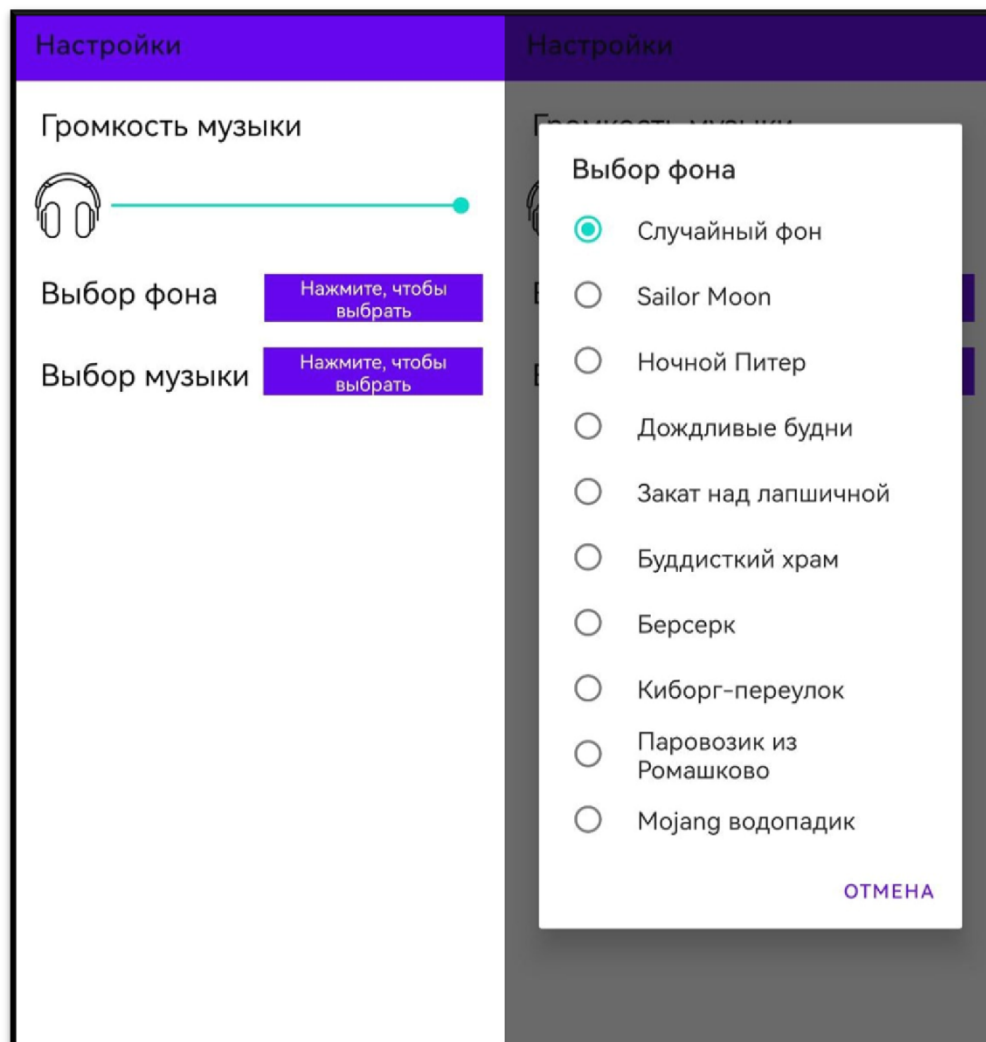 Настройки
Громкость музыки
Выбор фона
Нажмите, чтобы
выбрать
Выбор музыки
Нажмите, чтобы
выбрать
Настройки
Громкость музыки
Выбор фона
Случайный фон
Sailor Moon
Ночной Питер
Дождливые будни
Закат над лапшичной
Буддисткий храм
Берсерк
Киборг-переулок
Паровозик из
Ромашково
Mojang водопадик
ОТМЕНА